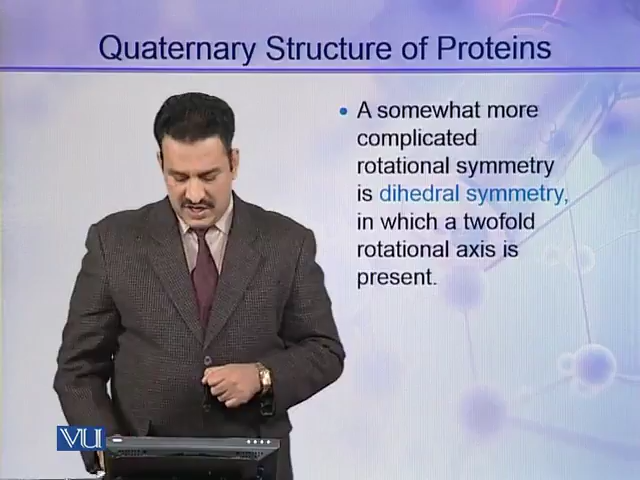 Quaternary Structure of Proteins
• A somewhat more
complicated
rotational symmetry
is dihedral symmetry,
in which a twofold
rotational axis is
present.
VU